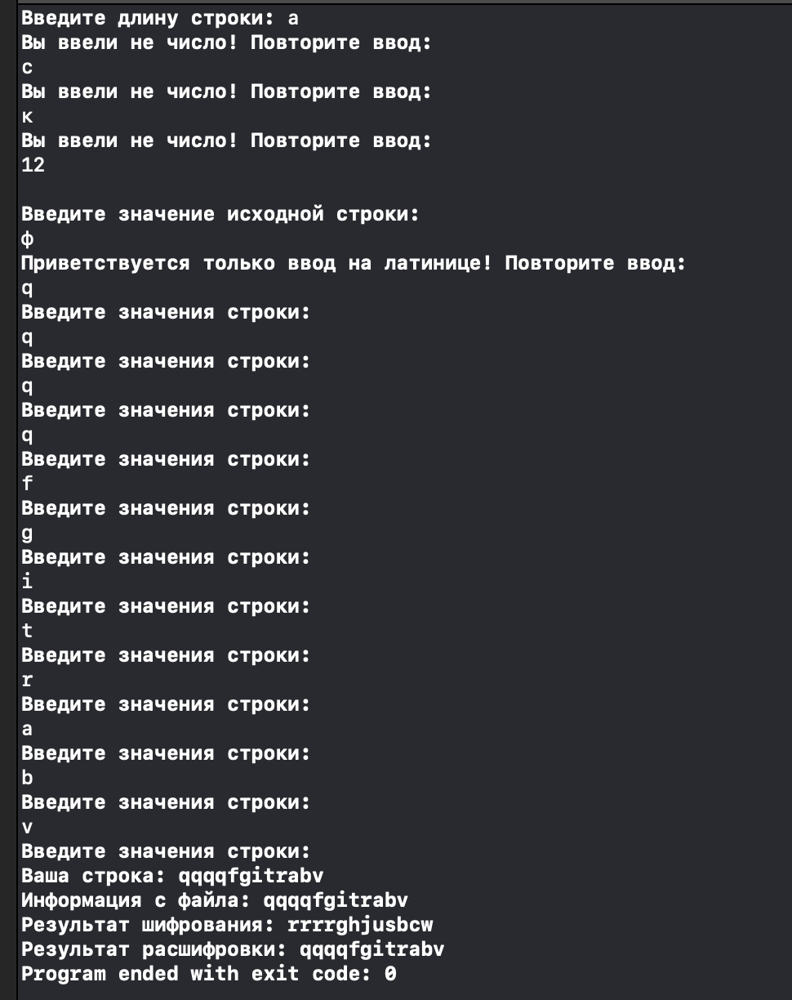 Введите длину строки: а
Вы ввели не число! Повторите ввод:
с
Вы ввели не число! Повторите ввод:
к
Вы ввели не число! Повторите ввод:
12
Введите значение исходной строки:
ф
Приветствуется только ввод на латинице! Повторите ввод:
q
Введите значения строки:
q
Введите значения строки:
q
Введите значения строки:
q
Введите значения строки:
f
Введите значения строки:
g
Введите значения строки:
i
Введите значения строки:
t
Введите значения строки:
r
Введите значения строки:
a
Введите значения строки:
b
Введите значения строки:
v
Введите значения строки:
Ваша строка: qqqqfgitrabv
Информация с файла: qqqqfgitrabv
Результат шифрования: rrrrghjusbcw
Результат расшифровки: qqqqfgitrabv
Program ended with exit code: 0